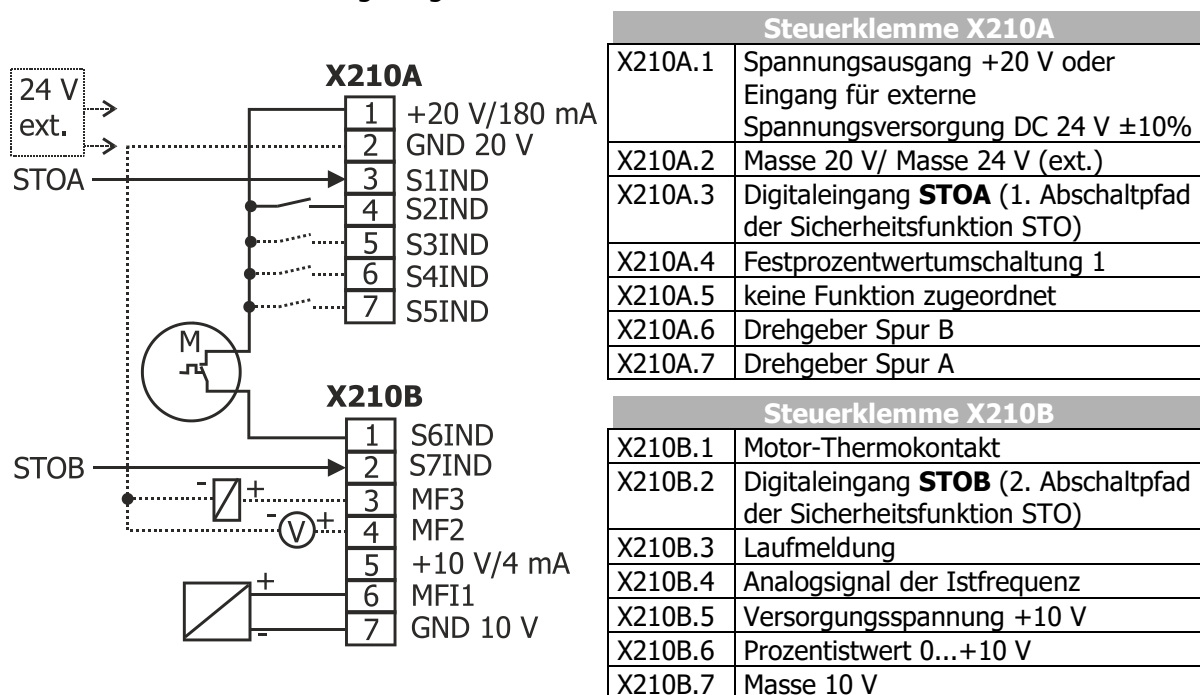 24 V
ext.
X210A
1 +20 V/180 mA
2 GND 20 V
STOA 3 S1IND
4 S2IND
5 S3IND
6 S4IND
7 S5IND
M
X210B
1 S6IND
STOB 2 S7IND
- + 3 MF3
- V + 4 MF2
5 +10 V/4 mA
+ 6 MFI1
- 7 GND 10 V
Steuerklemme X210A
X210A.1 Spannungsausgang +20 V oder
Eingang für externe
Spannungsversorgung DC 24 V ±10%
X210A.2 Masse 20 V/ Masse 24 V (ext.)
X210A.3 Digitaleingang STOA (1. Abschaltpfad
der Sicherheitsfunktion STO)
X210A.4 Festprozentwertumschaltung 1
X210A.5 keine Funktion zugeordnet
X210A.6 Drehgeber Spur B
X210A.7 Drehgeber Spur A
Steuerklemme X210B
X210B.1 Motor-Thermokontakt
X210B.2 Digitaleingang STOB (2. Abschaltpfad
der Sicherheitsfunktion STO)
X210B.3 Laufmeldung
X210B.4 Analogsignal der Istfrequenz
X210B.5 Versorgungsspannung +10 V
X210B.6 Prozentistwert 0...+10 V
X210B.7 Masse 10 V